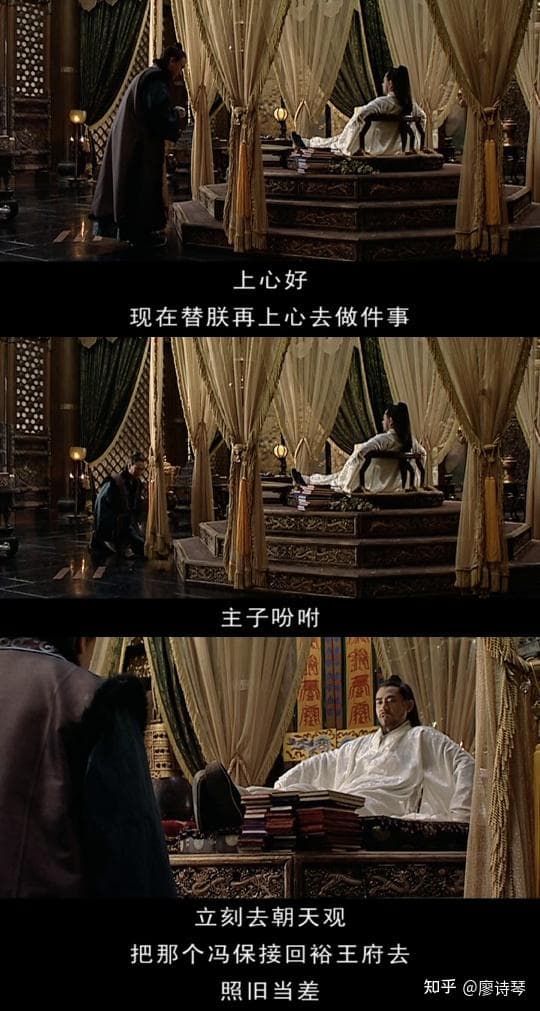 上心好
现在替朕再上心去做件事
主子吩咐
立刻去朝天观
把那个冯保接回裕王府去
照旧当差
知乎 @廖诗琴